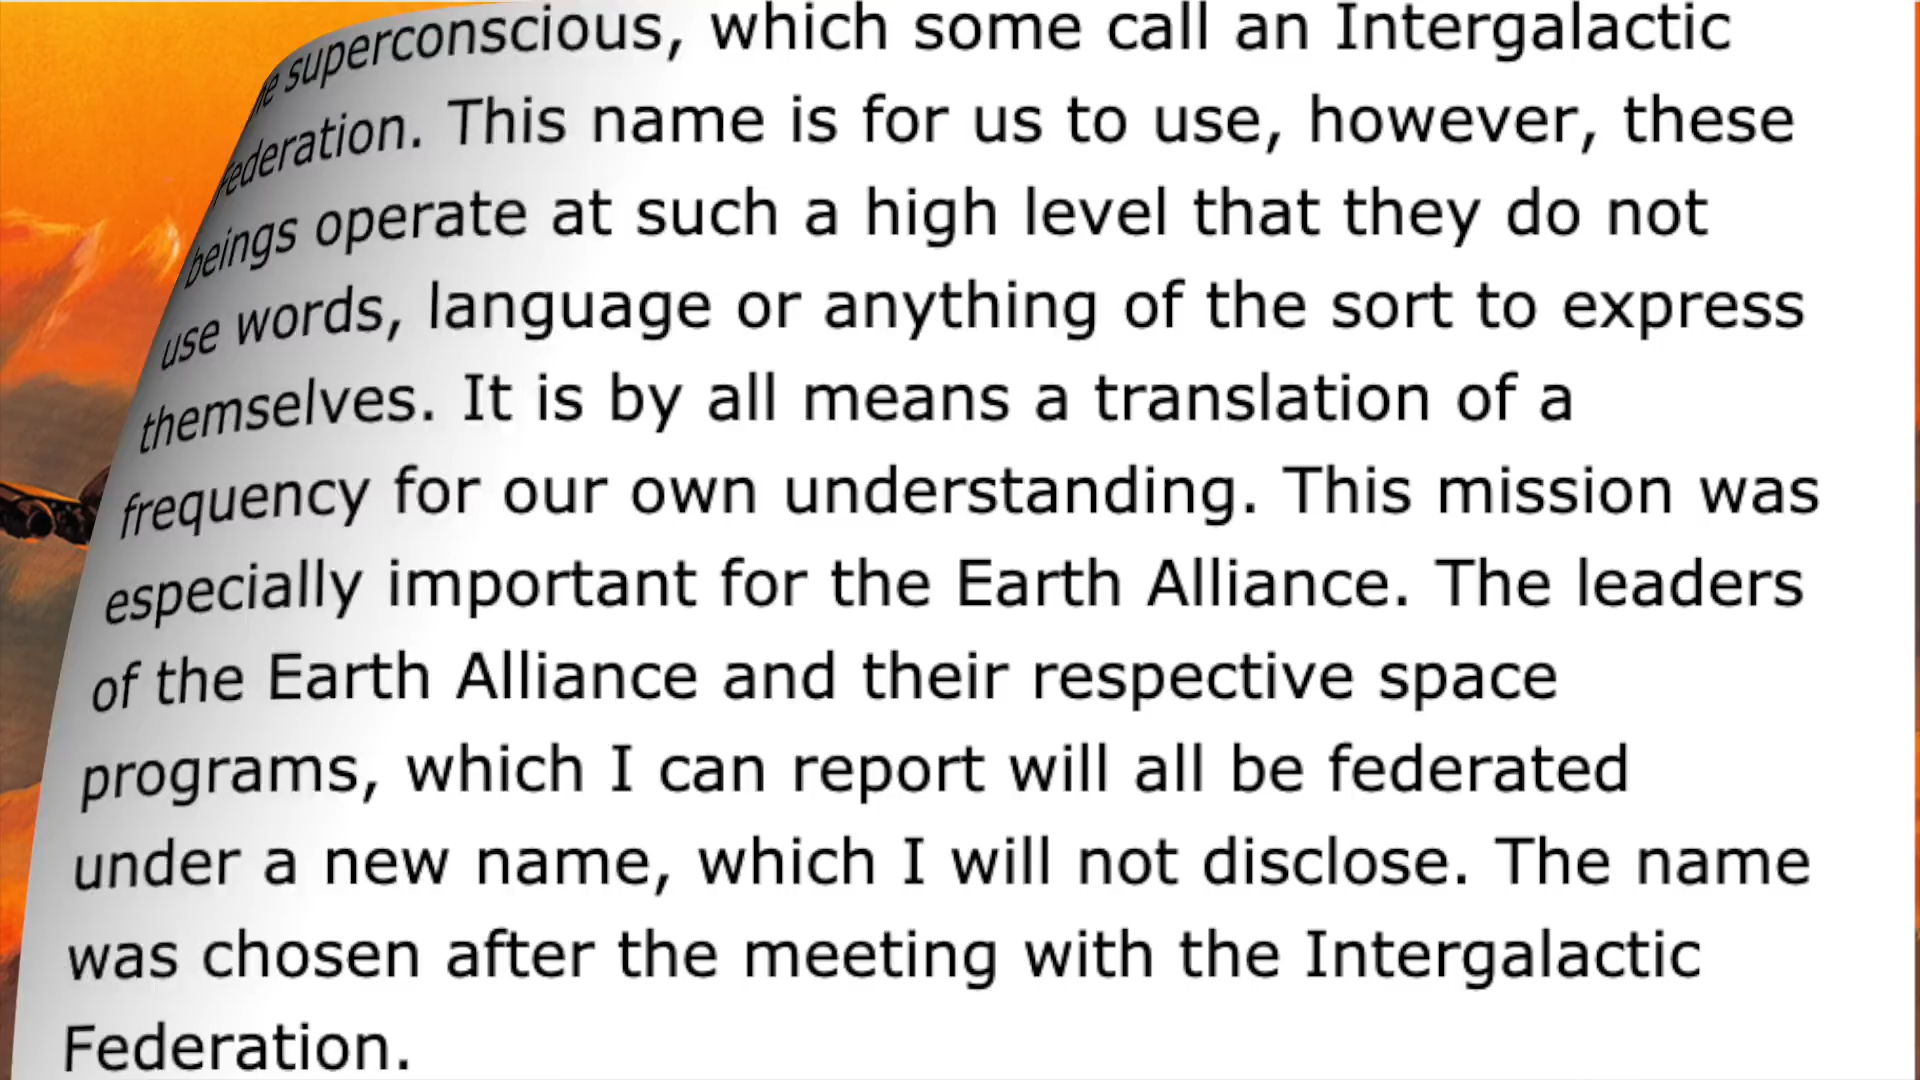 superconscious, which some call an Intergalactic
Federation. This name is for us to use, however, these
beings operate at such a high level that they do not
use words, language or anything of the sort to express
themselves. It is by all means a translation of a
frequency for our own understanding. This mission was
especially important for the Earth Alliance. The leaders
of the Earth Alliance and their respective space
programs, which I can report will all be federated
under a new name, which I will not disclose. The name
was chosen after the meeting with the Intergalactic
Federation.